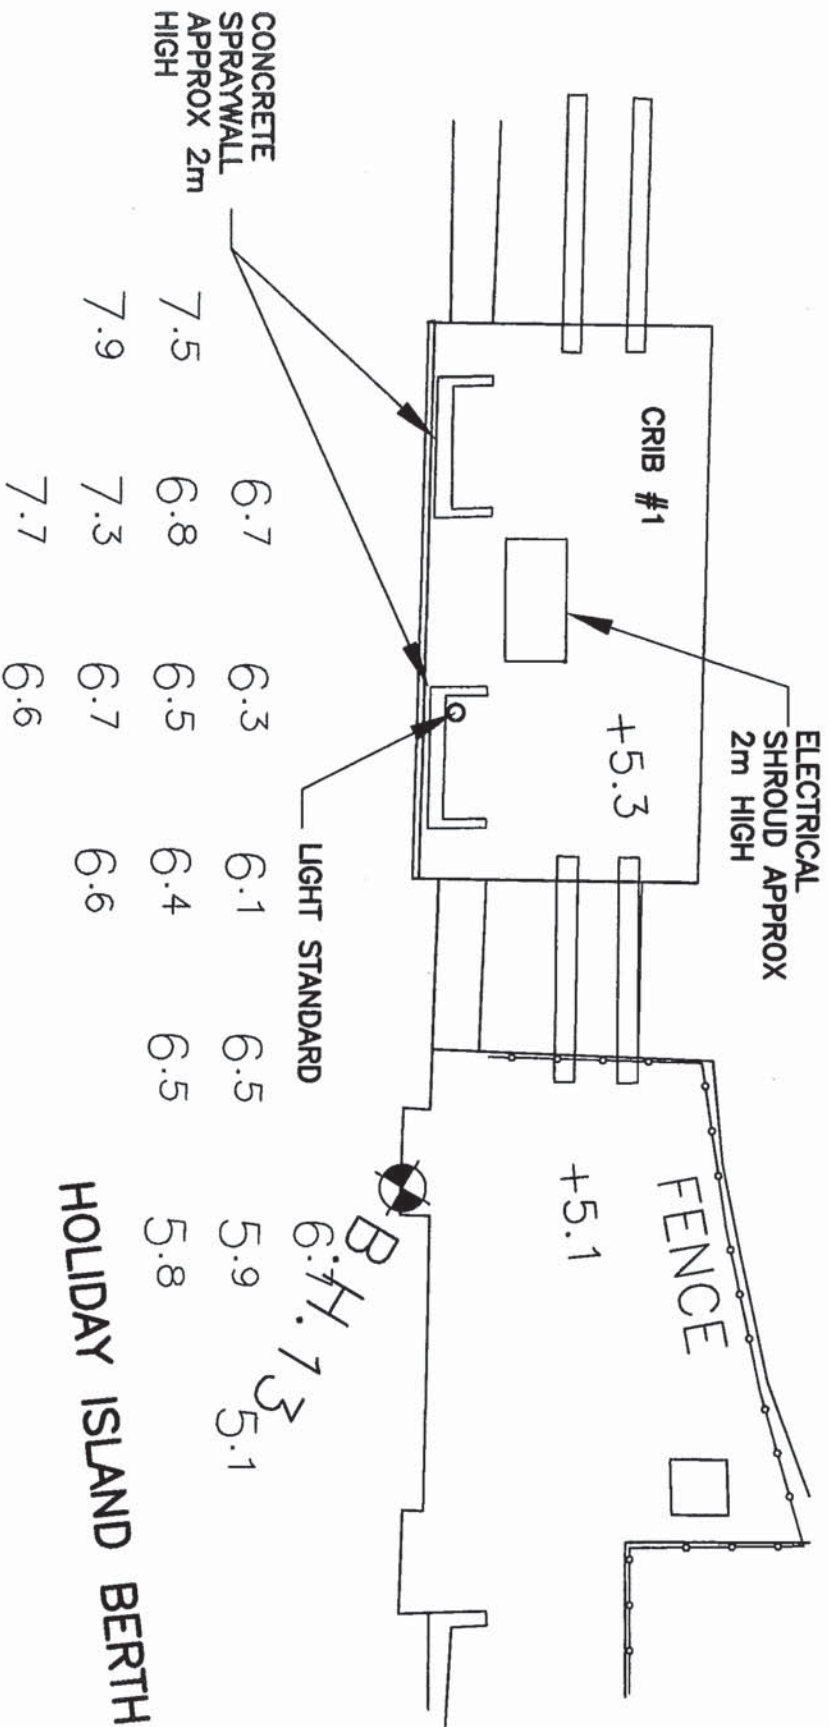 ELECTRICAL
SHROUD APPROX
2m HIGH
FENCE
CRIB #1
+5.3
+5.1
B.H. 13
LIGHT STANDARD
CONCRETE
SPRAYWALL
APPROX 2m
HIGH
6.7 6.3 6.1 6.5 5.9 5.1
7.5 6.8 6.5 6.4 6.5 5.8
7.9 7.3 6.7 6.6
7.7 6.6
HOLIDAY ISLAND BERTH